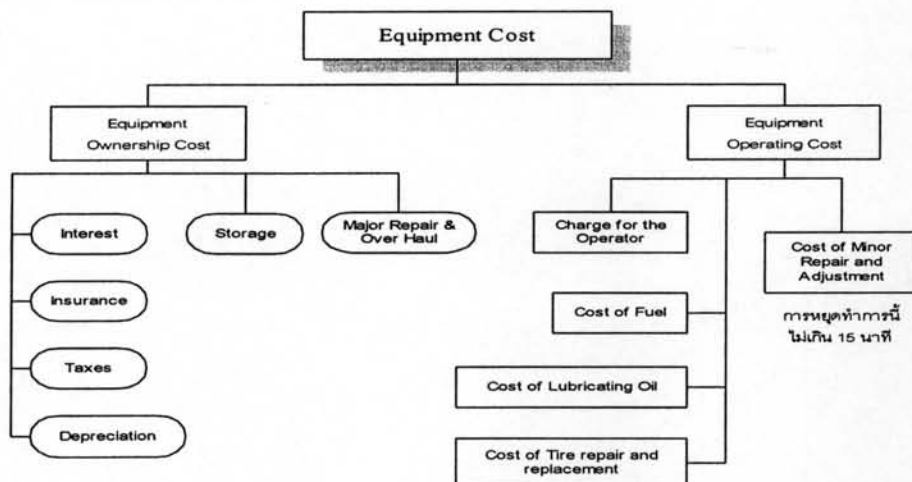 Equipment Cost
Equipment
Ownership Cost
Equipment
Operating Cost
Interest
Storage
Major Repair &
Over Haul
Charge for the
Operator
Cost of Minor
Repair and
Adjustment
Insurance
Cost of Fuel
การหยุดทำการนี้
ไม่เกิน 15 นาที
Taxes
Cost of Lubricating Oil
Depreciation
Cost of Tire repair and
replacement